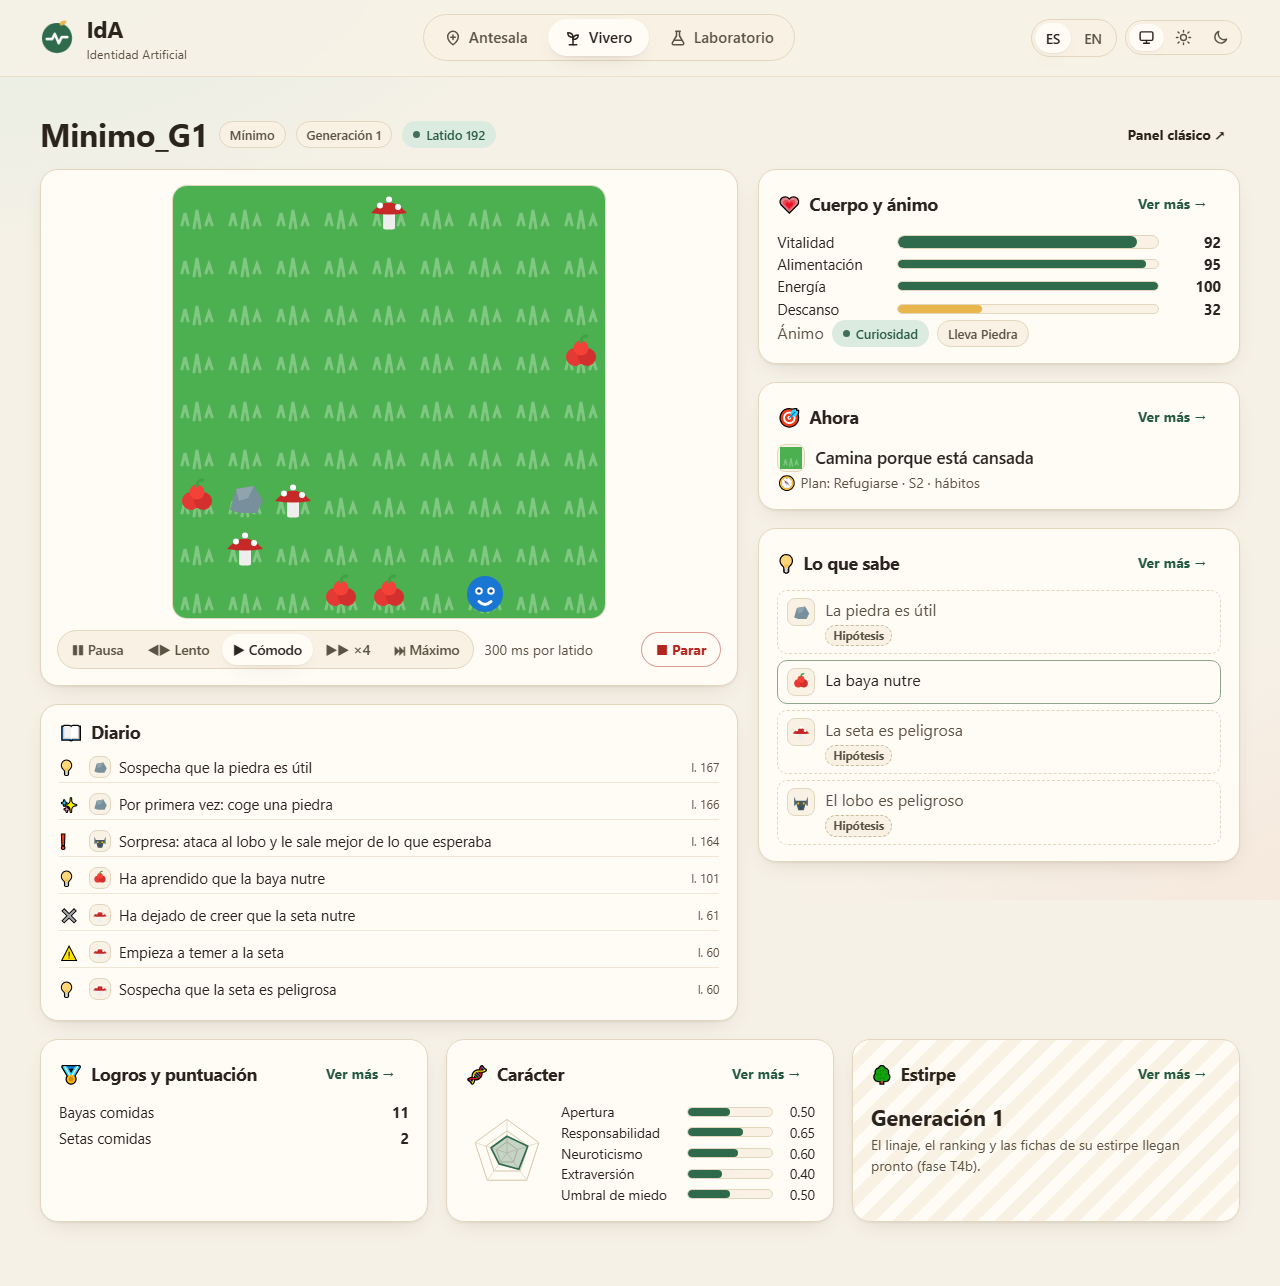 IdA
Identidad Artificial
Antesala
Vivero
Laboratorio
ES
EN
Minimo_G1
Mínimo
Generación 1
Latido 192
Panel clásico ↗
Pausa
Lento
Cómodo
×4
Máximo
300 ms por latido
Parar
Cuerpo y ánimo
Ver más →
Vitalidad 92
Alimentación 95
Energía 100
Descanso 32
Ánimo Curiosidad Lleva Piedra
Ahora
Ver más →
Camina porque está cansada
Plan: Refugiarse · S2 · hábitos
Lo que sabe
Ver más →
La piedra es útil
Hipótesis
La baya nutre
La seta es peligrosa
Hipótesis
El lobo es peligroso
Hipótesis
Diario
Sospecha que la piedra es útil l. 167
Por primera vez: coge una piedra l. 166
Sorpresa: ataca al lobo y le sale mejor de lo que esperaba l. 164
Ha aprendido que la baya nutre l. 101
Ha dejado de creer que la seta nutre l. 61
Empieza a temer a la seta l. 60
Sospecha que la seta es peligrosa l. 60
Logros y puntuación
Ver más →
Bayas comidas 11
Setas comidas 2
Carácter
Ver más →
Apertura 0.50
Responsabilidad 0.65
Neuroticismo 0.60
Extraversión 0.40
Umbral de miedo 0.50
Estirpe
Ver más →
Generación 1
El linaje, el ranking y las fichas de su estirpe llegan
pronto (fase T4b).